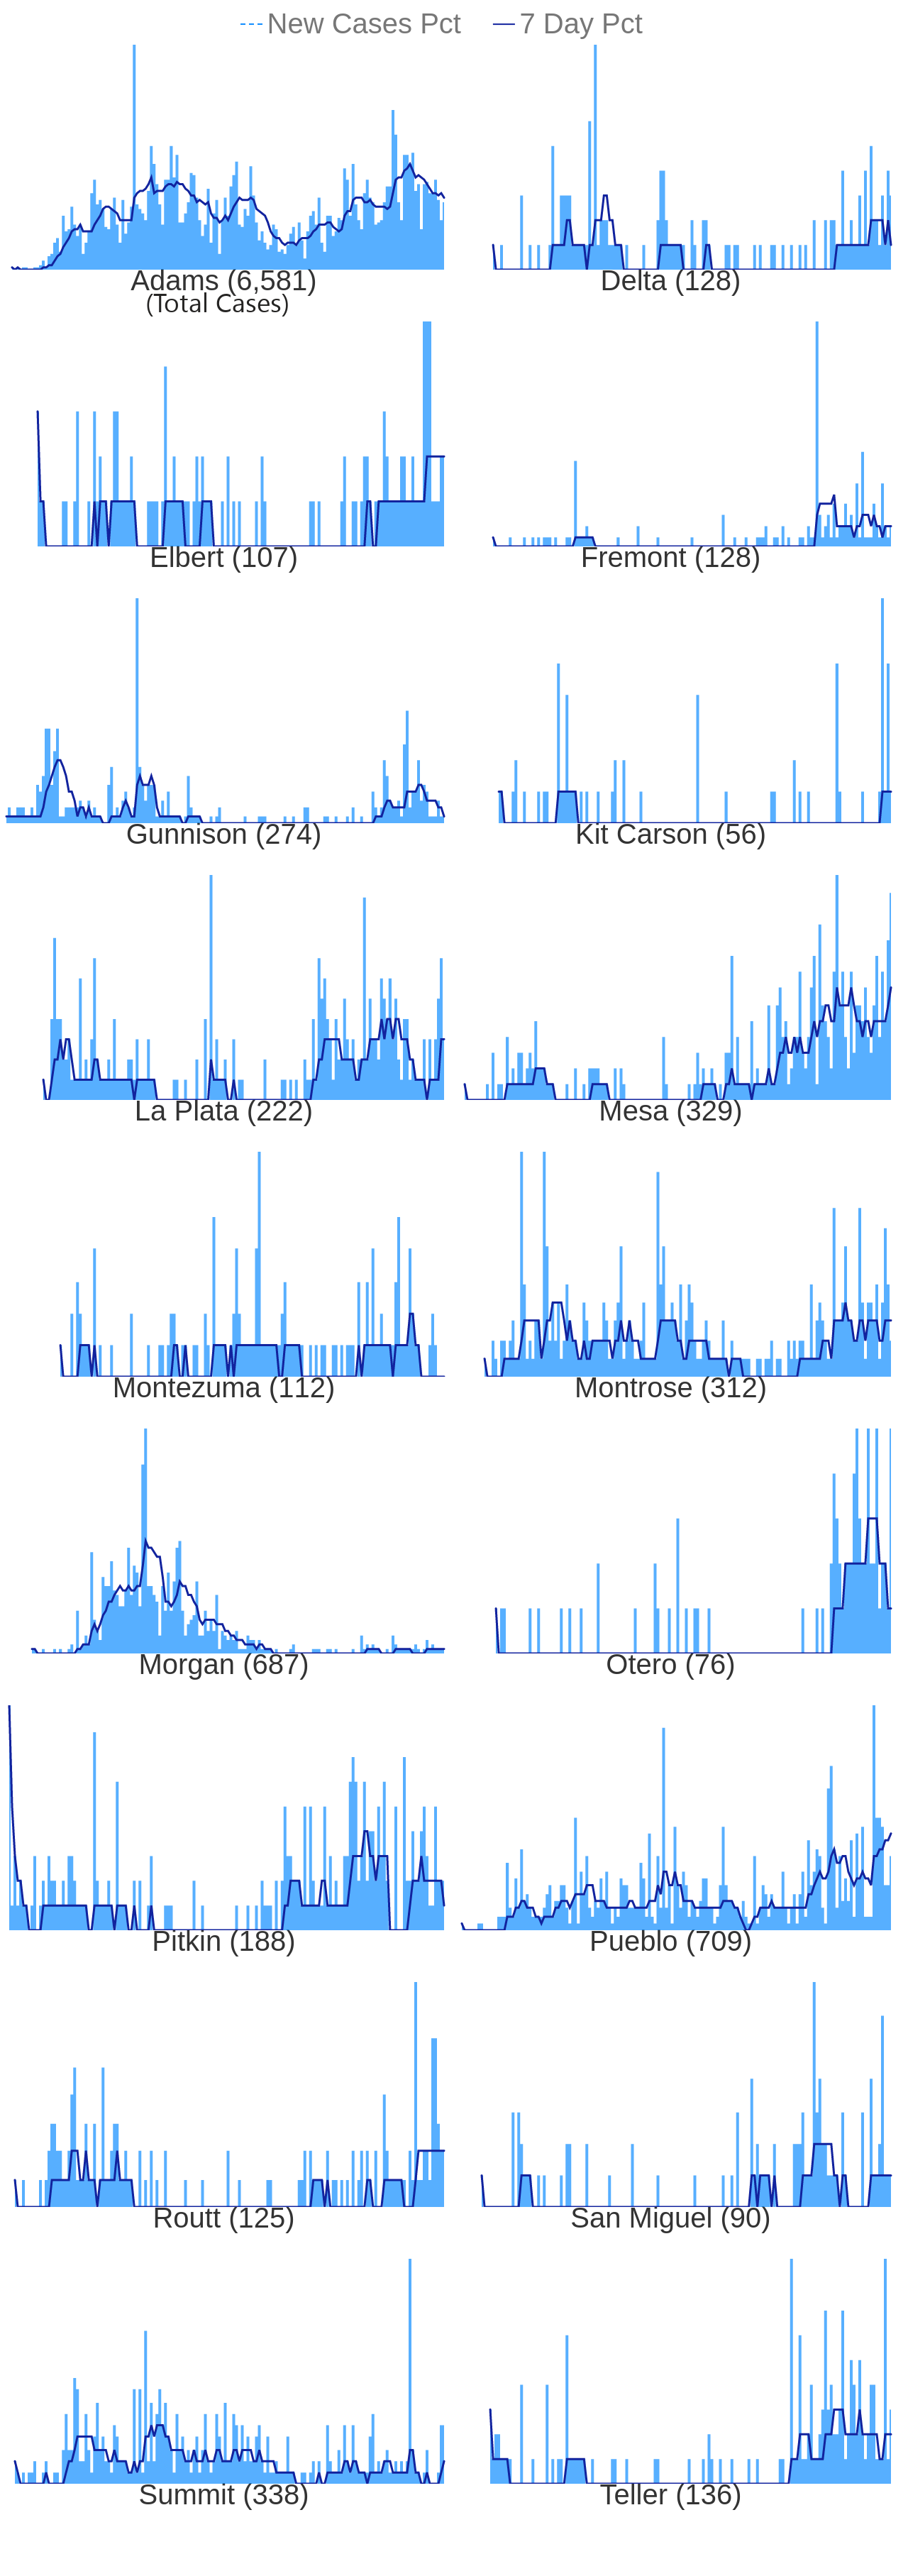 New Cases Pct 7 Day Pct
Adams (6,581) Delta (128)
(Total Cases)
Elbert (107) Fremont (128)
Gunnison (274) Kit Carson (56)
La Plata (222) Mesa (329)
Montezuma (112) Montrose (312)
Morgan (687) Otero (76)
Pitkin (188) Pueblo (709)
Routt (125) San Miguel (90)
Summit (338) Teller (136)